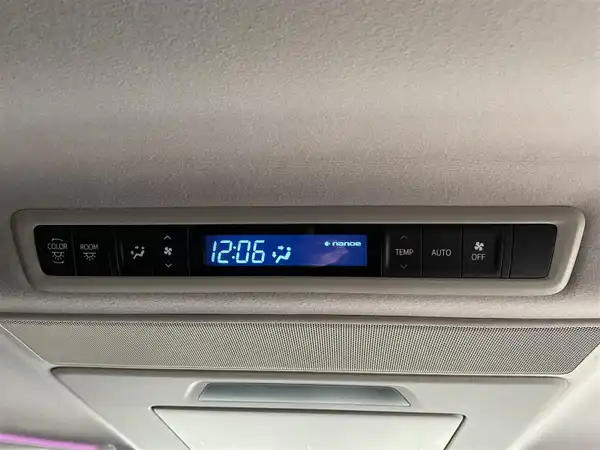 COLOR
ROOM
12:06
nanoe
TEMP
AUTO
OFF